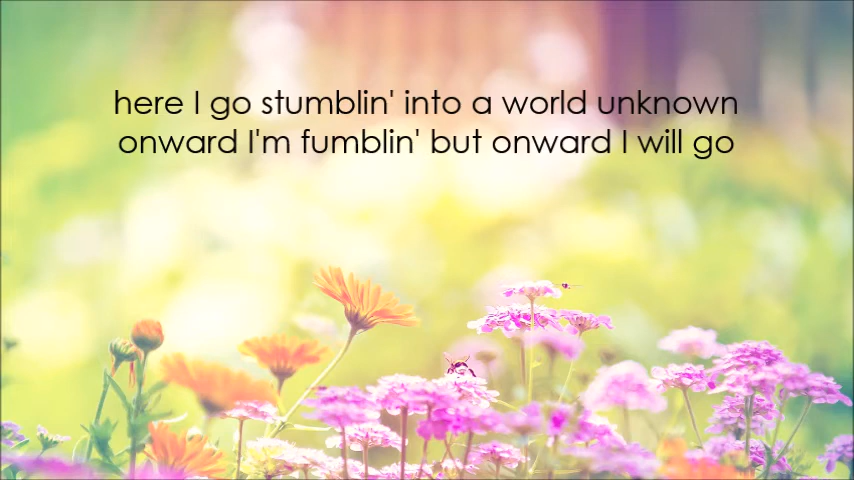 here I go stumblin' into a world unknown
onward I'm fumblin' but onward I will go